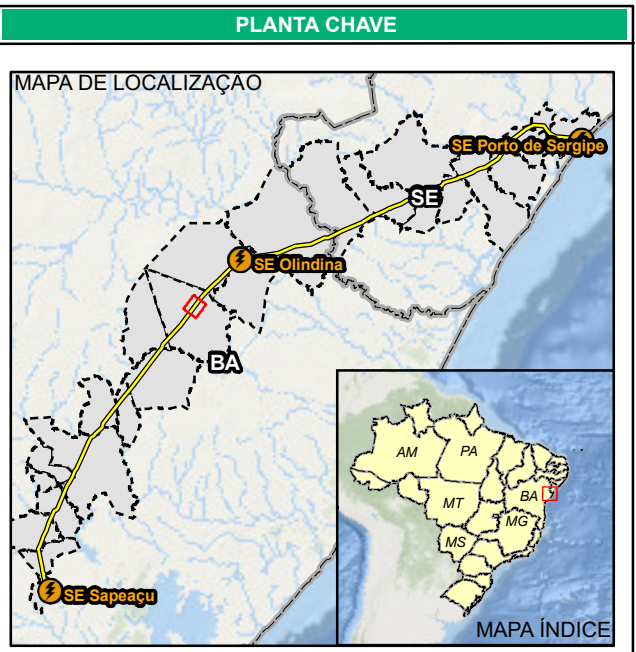 PLANTA CHAVE
MAPA DE LOCALIZAÇÃO
SE Porto de Sergipe
SE
SE Olindina
BA
SE Sapeaçu
AM
PA
MT
BA
MG
MS
MAPA ÍNDICE